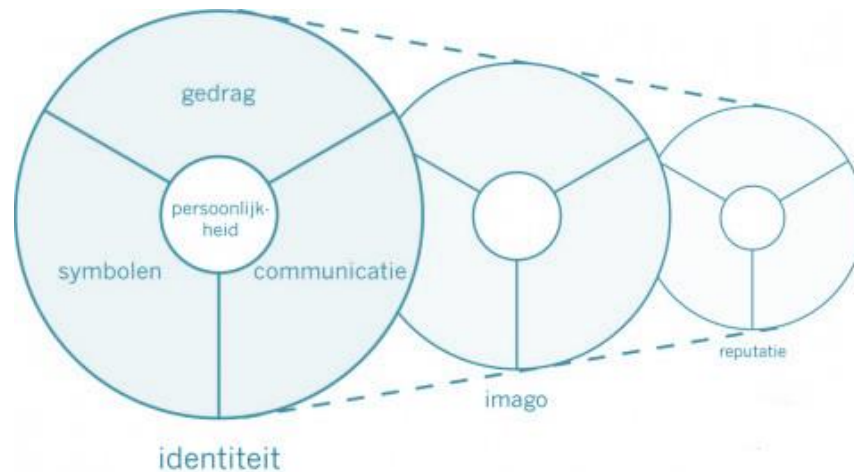 gedrag
persoonlijk-
heid
symbolen
communicatie
identiteit
imago
reputatie